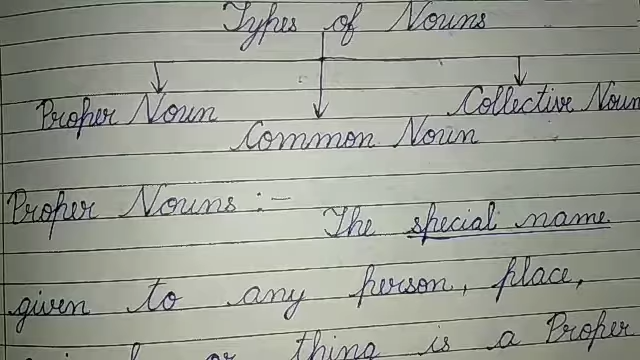 Types of Nouns
Proper Noun
Collective Noun
Common Noun
Proper Nouns :-
The special name
given to any person, place,
or thing is a Proper